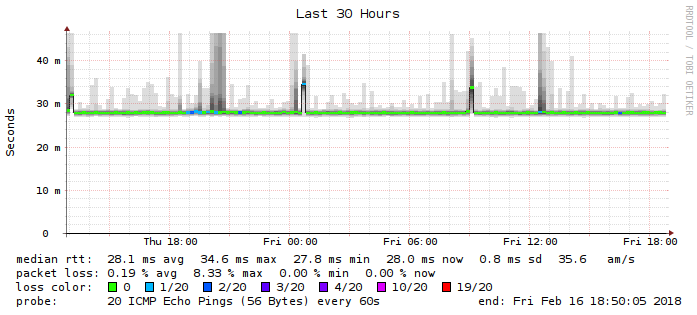 Last 30 Hours
RRDTOOL / TOBI OETIKER
Seconds
40 m
30 m
20 m
10 m
0
Thu 18:00 Fri 00:00 Fri 06:00 Fri 12:00 Fri 18:00
median rtt: 28.1 ms avg 34.6 ms max 27.8 ms min 28.0 ms now 0.8 ms sd 35.6 am/s
packet loss: 0.19 % avg 8.33 % max 0.00 % min 0.00 % now
loss color: 0 1/20 2/20 3/20 4/20 10/20 19/20
probe: 20 ICMP Echo Pings (56 Bytes) every 60s end: Fri Feb 16 18:50:05 2018